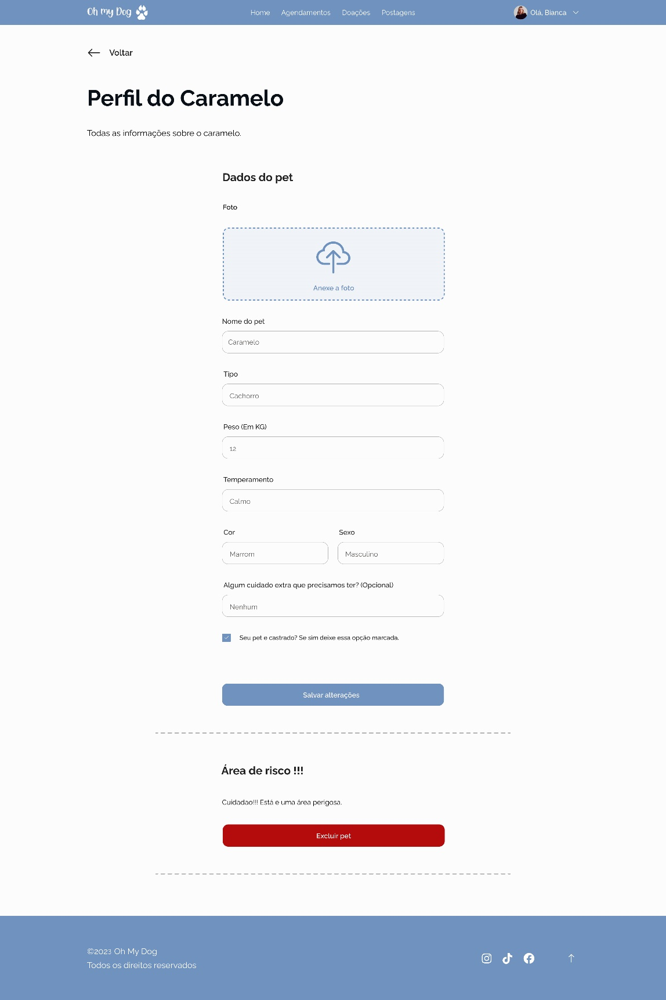 Oh my Dog
Home Agendamentos Doações Postagens
Olá, Bianca
Voltar
Perfil do Caramelo
Todas as informações sobre o caramelo.
Dados do pet
Foto
Anexe a foto
Nome do pet
Caramelo
Tipo
Cachorro
Peso (Em KG)
12
Temperamento
Calmo
Cor Sexo
Marrom Masculino
Algum cuidado extra que precisamos ter? (Opcional)
Nenhum
Seu pet e castrado? Se sim deixe essa opção marcada.
Salvar alterações
Área de risco !!!
Cuidadao!!! Está e uma área perigosa.
Excluir pet
©2023 Oh My Dog
Todos os direitos reservados